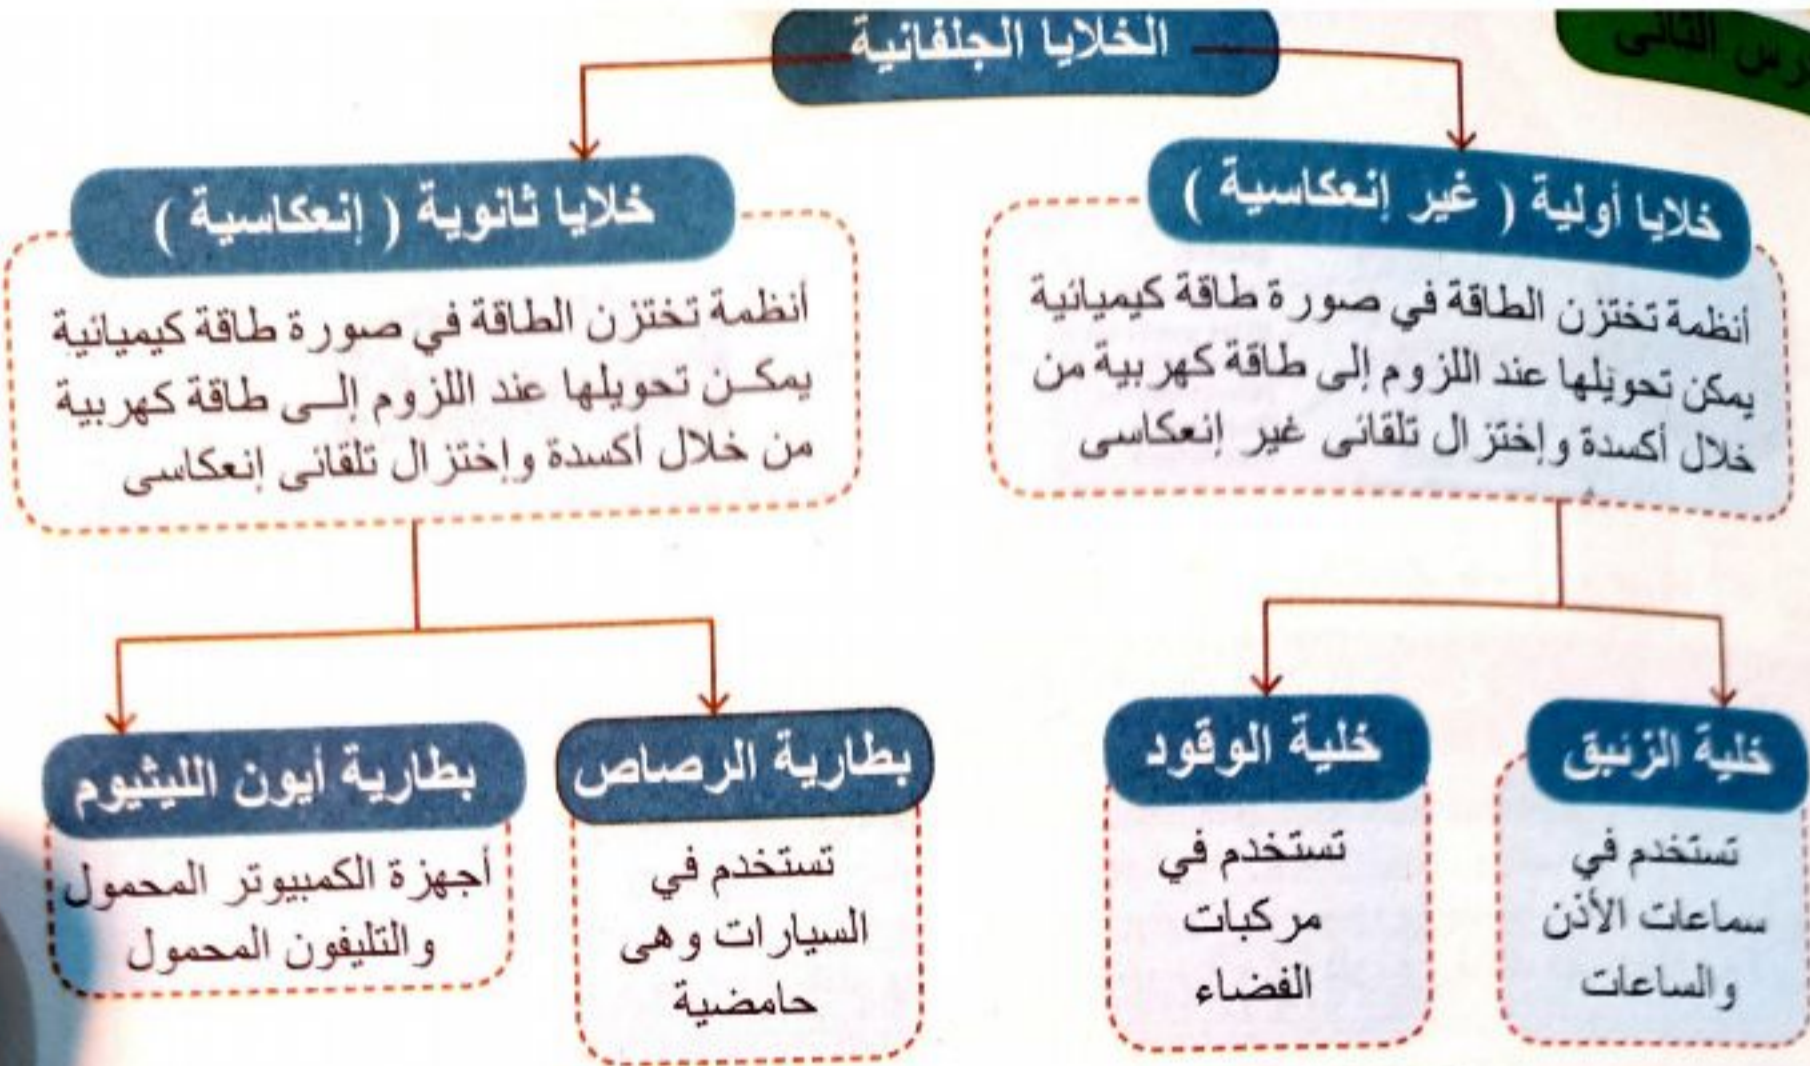 الخلايا الجلفانية
الثانى
خلايا أولية ( غير إنعكاسية )
أنظمة تختزن الطاقة في صورة طاقة كيميائية
يمكن تحويلها عند اللزوم إلى طاقة كهربية من
خلال أكسدة وإختزال تلقائى غير إنعكاسى
خلايا ثانوية ( إنعكاسية )
أنظمة تختزن الطاقة في صورة طاقة كيميائية
يمكن تحويلها عند اللزوم إلى طاقة كهربية
من خلال أكسدة وإختزال تلقائى إنعكاسى
خلية الزئبق
تستخدم في
سماعات الأذن
والساعات
خلية الوقود
تستخدم في
مركبات
الفضاء
بطارية الرصاص
تستخدم في
السيارات وهى
حامضية
بطارية أيون الليثيوم
أجهزة الكمبيوتر المحمول
والتليفون المحمول